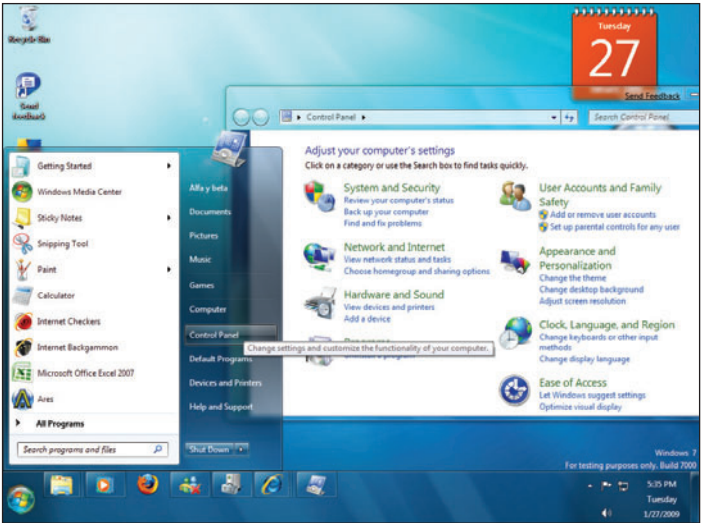 Recycle Bin
Send
feedback
Tuesday
27
Send Feedback
Control Panel
Search Control Panel
Adjust your computer's settings
Click on a category or use the Search box to find tasks quickly.
System and Security
Review your computer's status
Back up your computer
Find and fix problems
Network and Internet
View network status and tasks
Choose homegroup and sharing options
Hardware and Sound
View devices and printers
Add a device
User Accounts and Family
Safety
Add or remove user accounts
Set up parental controls for any user
Appearance and
Personalization
Change the theme
Change desktop background
Adjust screen resolution
Clock, Language, and Region
Change keyboards or other input
methods
Change display language
Ease of Access
Let Windows suggest settings
Optimize visual display
Getting Started
Windows Media Center
Sticky Notes
Snipping Tool
Paint
Calculator
Internet Checkers
Internet Backgammon
Microsoft Office Excel 2007
Ares
All Programs
Search programs and files
Alfa y beta
Documents
Pictures
Music
Games
Computer
Control Panel
Change settings and customize the functionality of your computer.
Default Programs
Devices and Printers
Help and Support
Shut Down
Windows 7
For testing purposes only. Build 7000
5:35 PM
Tuesday
1/27/2009